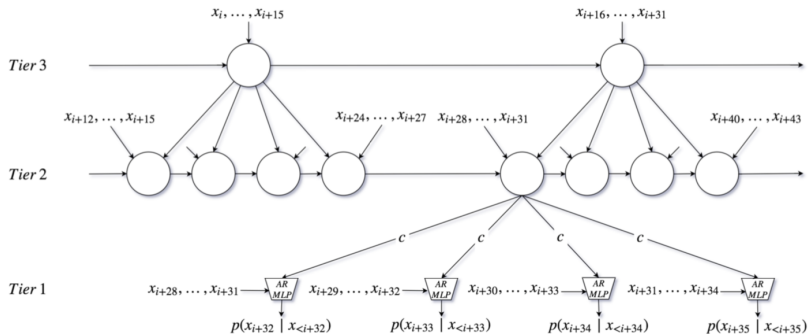 x_i, … , x_{i+15}
x_{i+16}, … , x_{i+31}
Tier 3
x_{i+12}, … , x_{i+15}
x_{i+24}, … , x_{i+27}
x_{i+28}, … , x_{i+31}
x_{i+40}, … , x_{i+43}
Tier 2
c
c
c
c
Tier 1
x_{i+28}, … , x_{i+31}
AR
MLP
x_{i+29}, … , x_{i+32}
AR
MLP
x_{i+30}, … , x_{i+33}
AR
MLP
x_{i+31}, … , x_{i+34}
AR
MLP
p(x_{i+32} | x_{<i+32})
p(x_{i+33} | x_{<i+33})
p(x_{i+34} | x_{<i+34})
p(x_{i+35} | x_{<i+35})